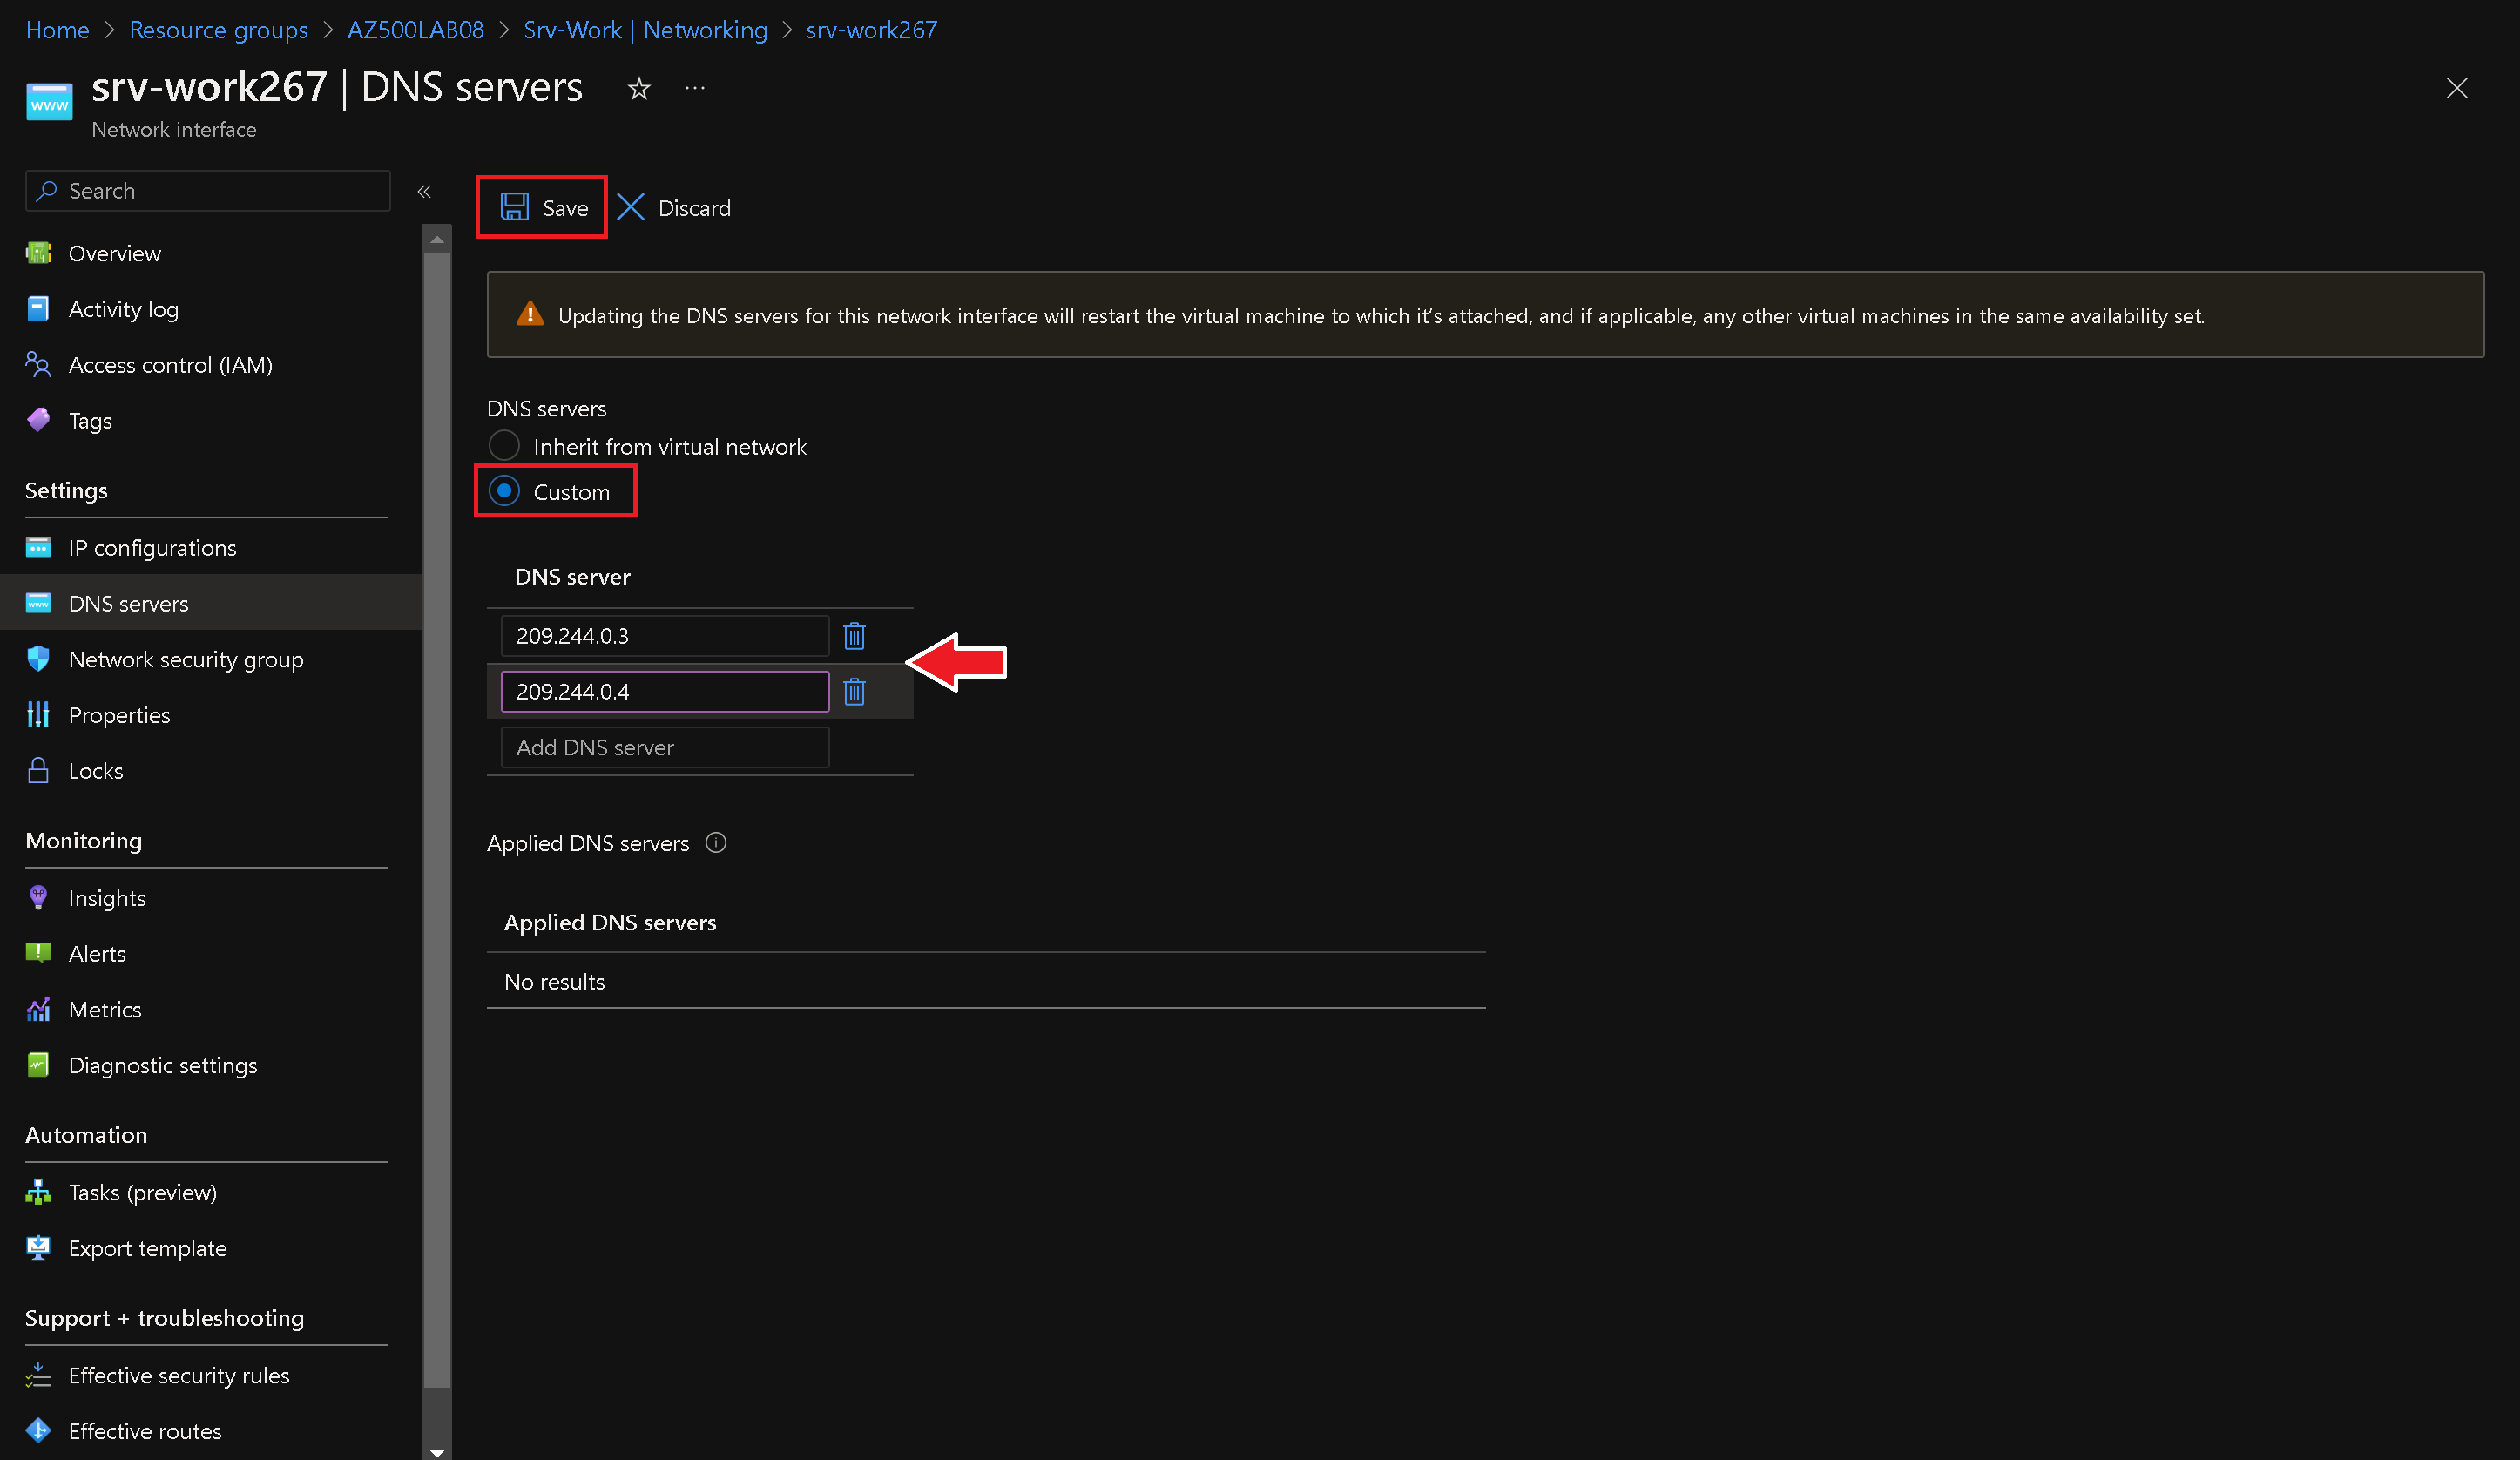 Home > Resource groups > AZ500LAB08 > Srv-Work | Networking > srv-work267
www
srv-work267 | DNS servers
Network interface
Search
Overview
Activity log
Access control (IAM)
Tags
Settings
IP configurations
www
DNS servers
Network security group
Properties
Locks
Monitoring
Insights
Alerts
Metrics
Diagnostic settings
Automation
Tasks (preview)
Export template
Support + troubleshooting
Effective security rules
Effective routes
Save
Discard
Updating the DNS servers for this network interface will restart the virtual machine to which it's attached, and if applicable, any other virtual machines in the same availability set.
DNS servers
Inherit from virtual network
Custom
DNS server
209.244.0.3
209.244.0.4
Add DNS server
Applied DNS servers
Applied DNS servers
No results